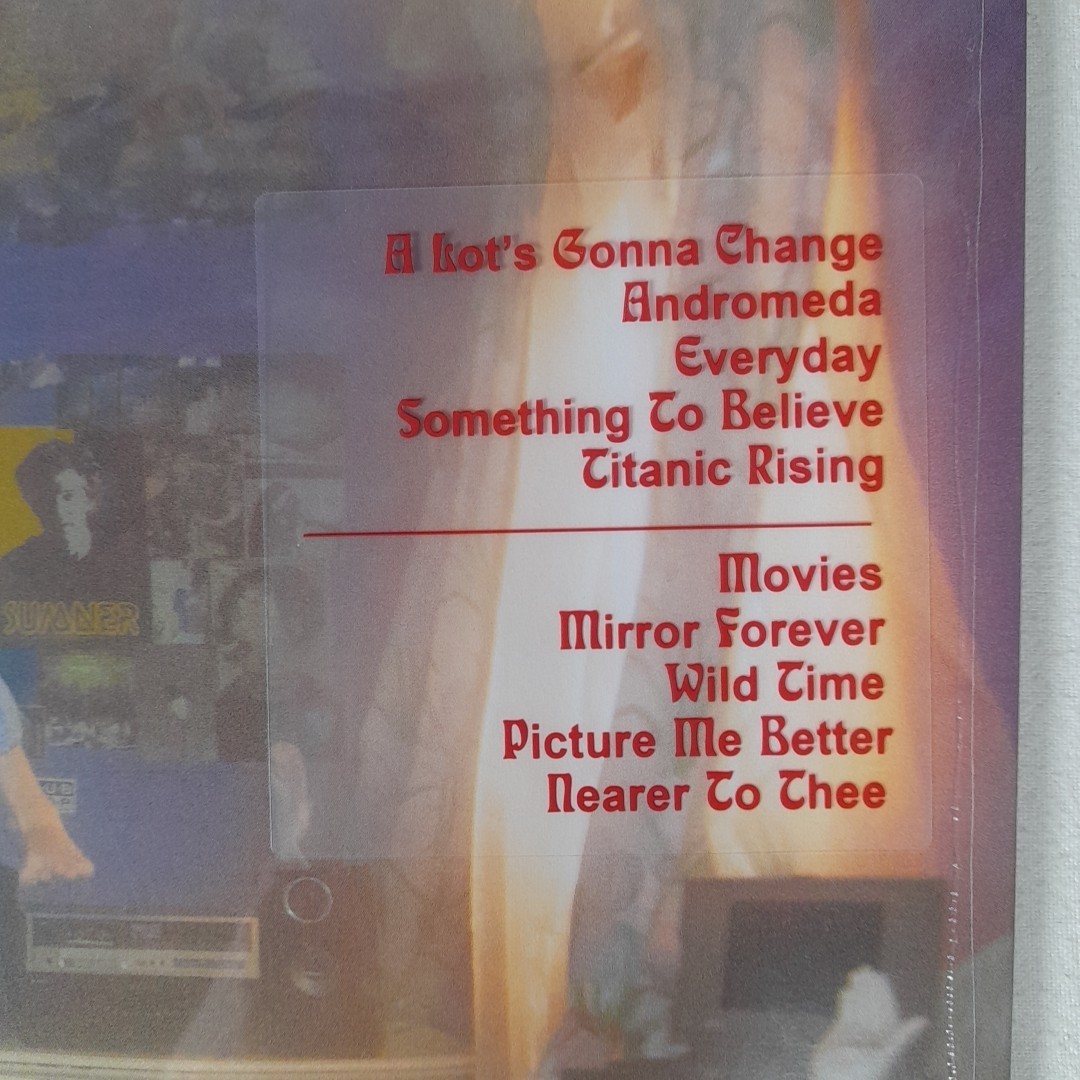 A Lot's Gonna Change
Andromeda
Everyday
Something To Believe
Titanic Rising
Movies
Mirror Forever
Wild Time
Picture Me Better
Nearer To Thee
SUMNER